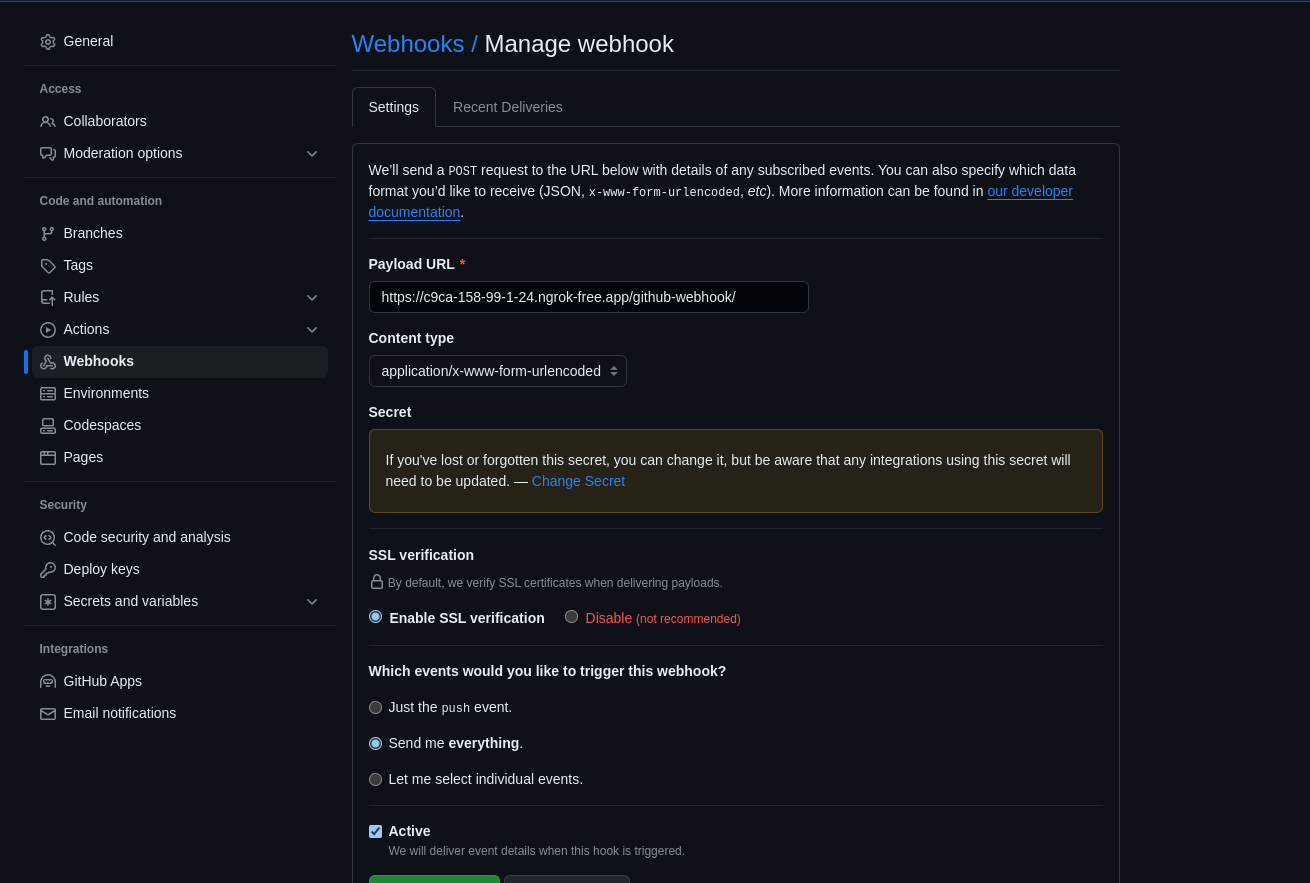 General
Access
Collaborators
Moderation options
Code and automation
Branches
Tags
Rules
Actions
Webhooks
Environments
Codespaces
Pages
Security
Code security and analysis
Deploy keys
Secrets and variables
Integrations
GitHub Apps
Email notifications
Webhooks / Manage webhook
Settings Recent Deliveries
We’ll send a POST request to the URL below with details of any subscribed events. You can also specify which data
format you’d like to receive (JSON, x-www-form-urlencoded, etc). More information can be found in our developer
documentation.
Payload URL *
https://c9ca-158-99-1-24.ngrok-free.app/github-webhook/
Content type
application/x-www-form-urlencoded
Secret
If you've lost or forgotten this secret, you can change it, but be aware that any integrations using this secret will
need to be updated. — Change Secret
SSL verification
By default, we verify SSL certificates when delivering payloads.
Enable SSL verification Disable (not recommended)
Which events would you like to trigger this webhook?
Just the push event.
Send me everything.
Let me select individual events.
Active
We will deliver event details when this hook is triggered.